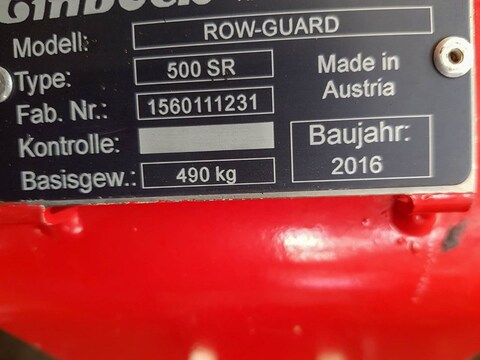 Modell: ROW-GUARD
Type: 500 SR
Made in
Austria
Fab. Nr.: 1560111231
Kontrolle:
Baujahr:
2016
Basisgew.: 490 kg